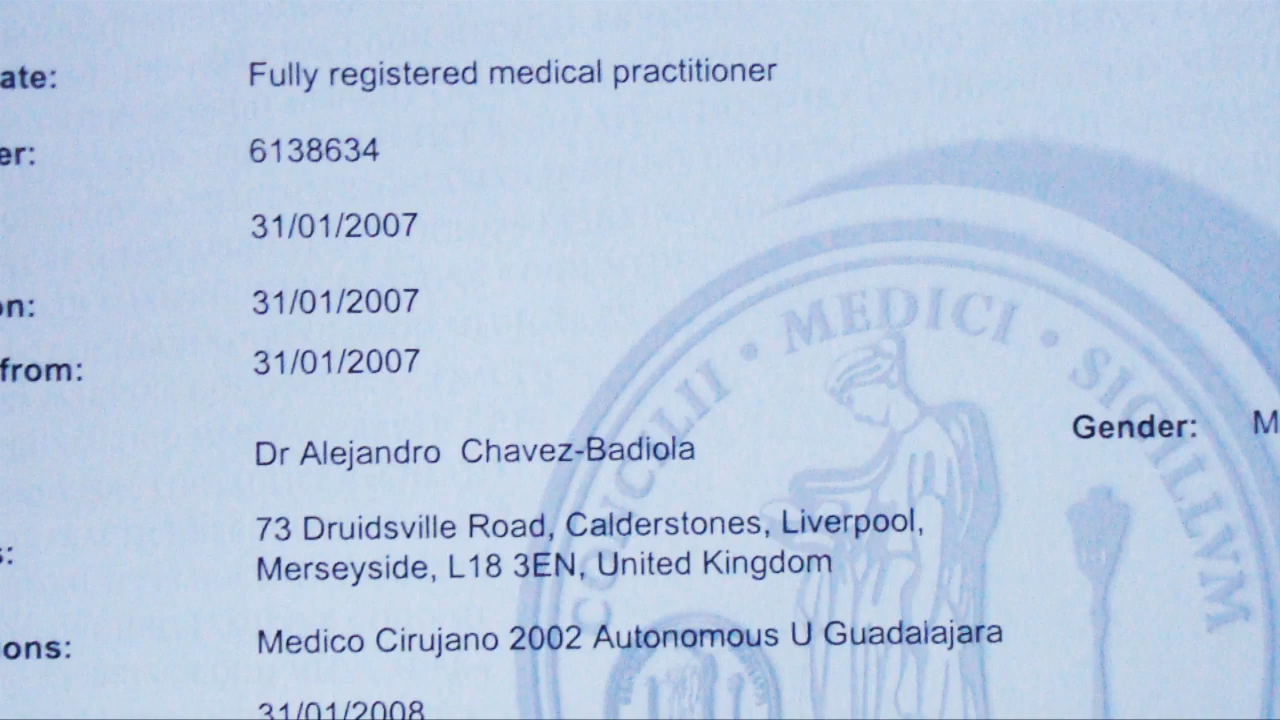 ate: Fully registered medical practitioner
er: 6138634
31/01/2007
on: 31/01/2007
from: 31/01/2007
Gender: M
Dr Alejandro Chavez-Badiola
73 Druidsville Road, Calderstones, Liverpool,
s:
Merseyside, L18 3EN, United Kingdom
ons: Medico Cirujano 2002 Autonomous U Guadalajara
31/01/2008
CONCILII • MEDICI • SIGILLVM